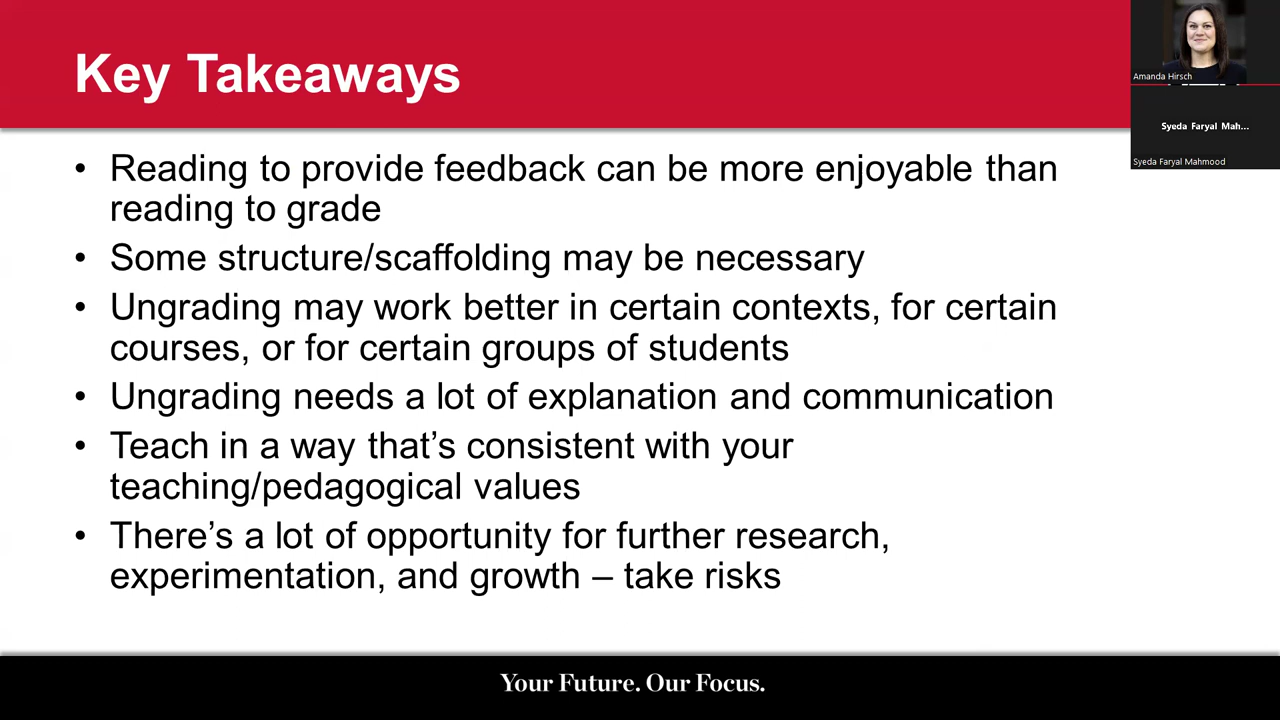 Key Takeaways
Amanda Hirsch
Syeda Faryal Mah...
Syeda Faryal Mahmood
• Reading to provide feedback can be more enjoyable than
reading to grade
• Some structure/scaffolding may be necessary
• Ungrading may work better in certain contexts, for certain
courses, or for certain groups of students
• Ungrading needs a lot of explanation and communication
• Teach in a way that’s consistent with your
teaching/pedagogical values
• There’s a lot of opportunity for further research,
experimentation, and growth – take risks
Your Future. Our Focus.